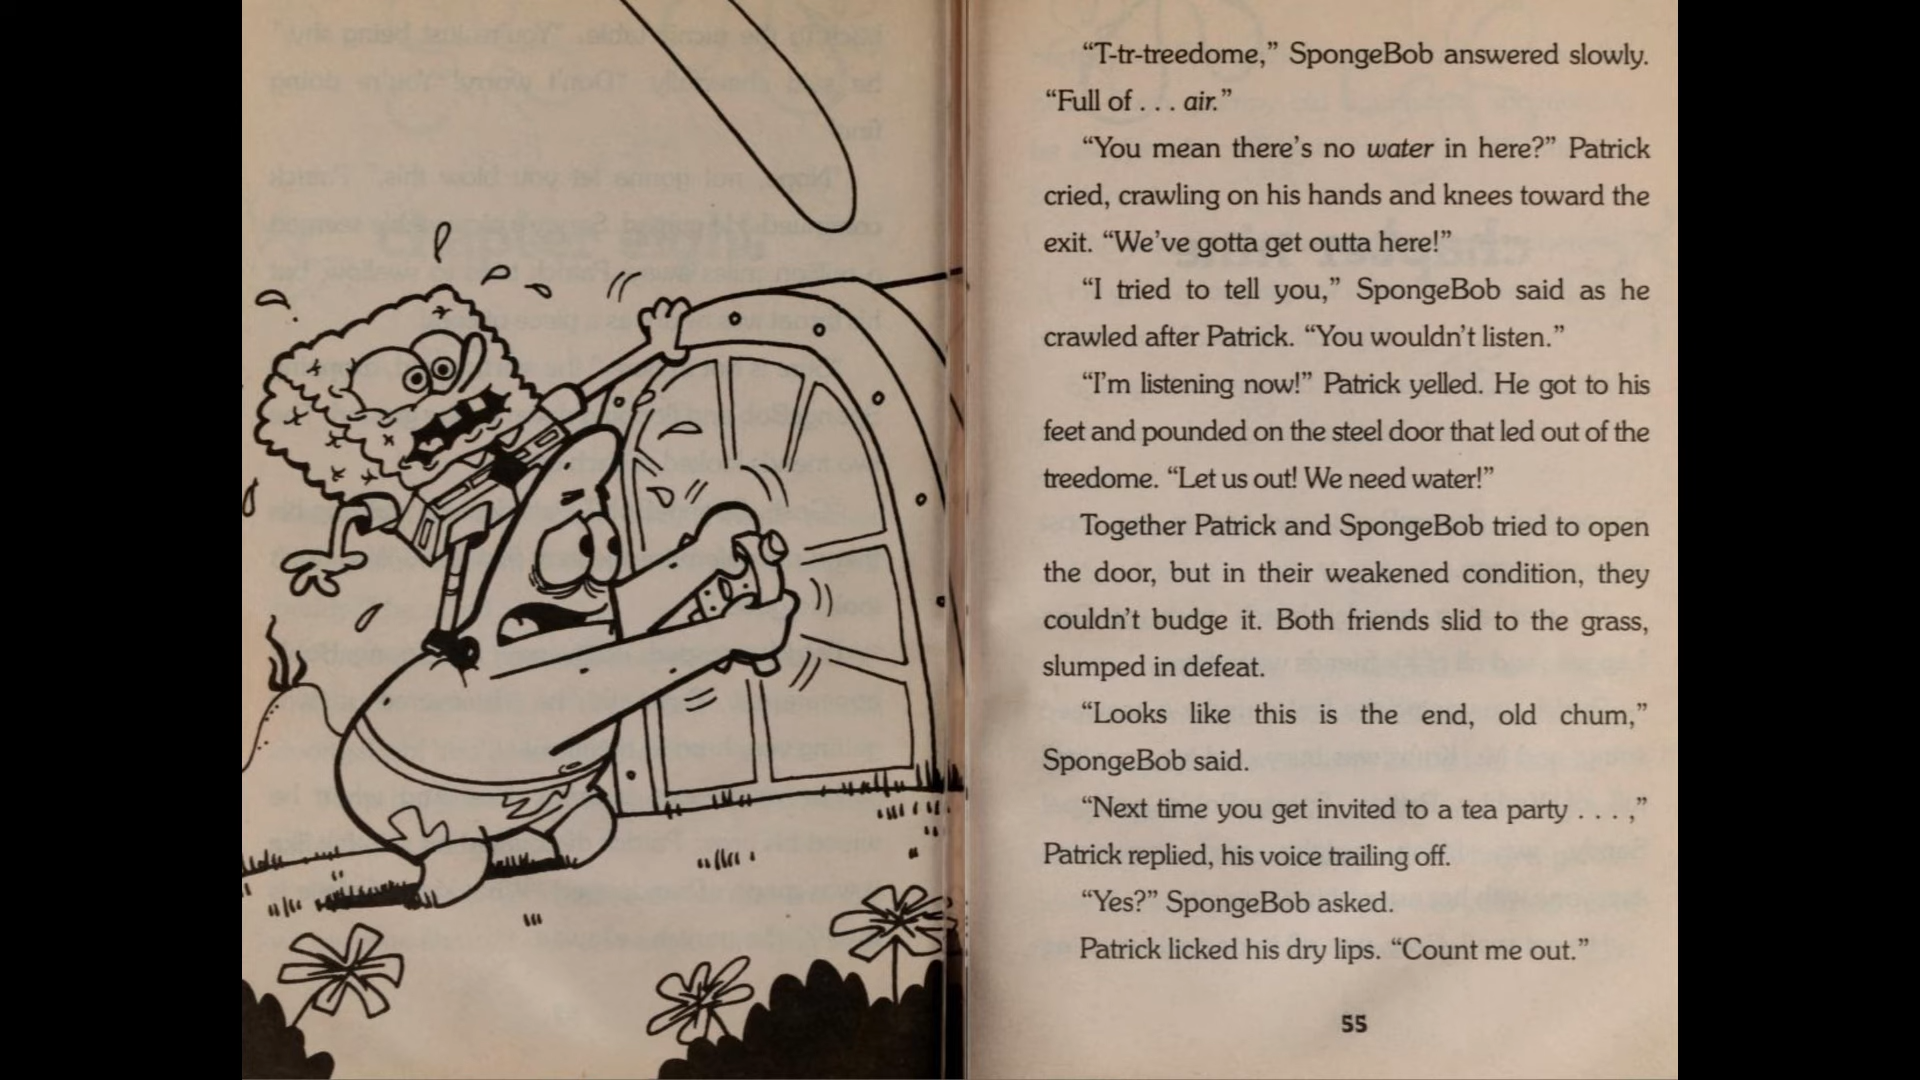 “T-tr-treedome,” SpongeBob answered slowly.
“Full of . . . air.”
“You mean there’s no water in here?” Patrick
cried, crawling on his hands and knees toward the
exit. “We’ve gotta get outta here!”
“I tried to tell you,” SpongeBob said as he
crawled after Patrick. “You wouldn’t listen.”
“I’m listening now!” Patrick yelled. He got to his
feet and pounded on the steel door that led out of the
treedome. “Let us out! We need water!”
Together Patrick and SpongeBob tried to open
the door, but in their weakened condition, they
couldn’t budge it. Both friends slid to the grass,
slumped in defeat.
“Looks like this is the end, old chum,”
SpongeBob said.
“Next time you get invited to a tea party . . . ,”
Patrick replied, his voice trailing off.
“Yes?” SpongeBob asked.
Patrick licked his dry lips. “Count me out.”
55